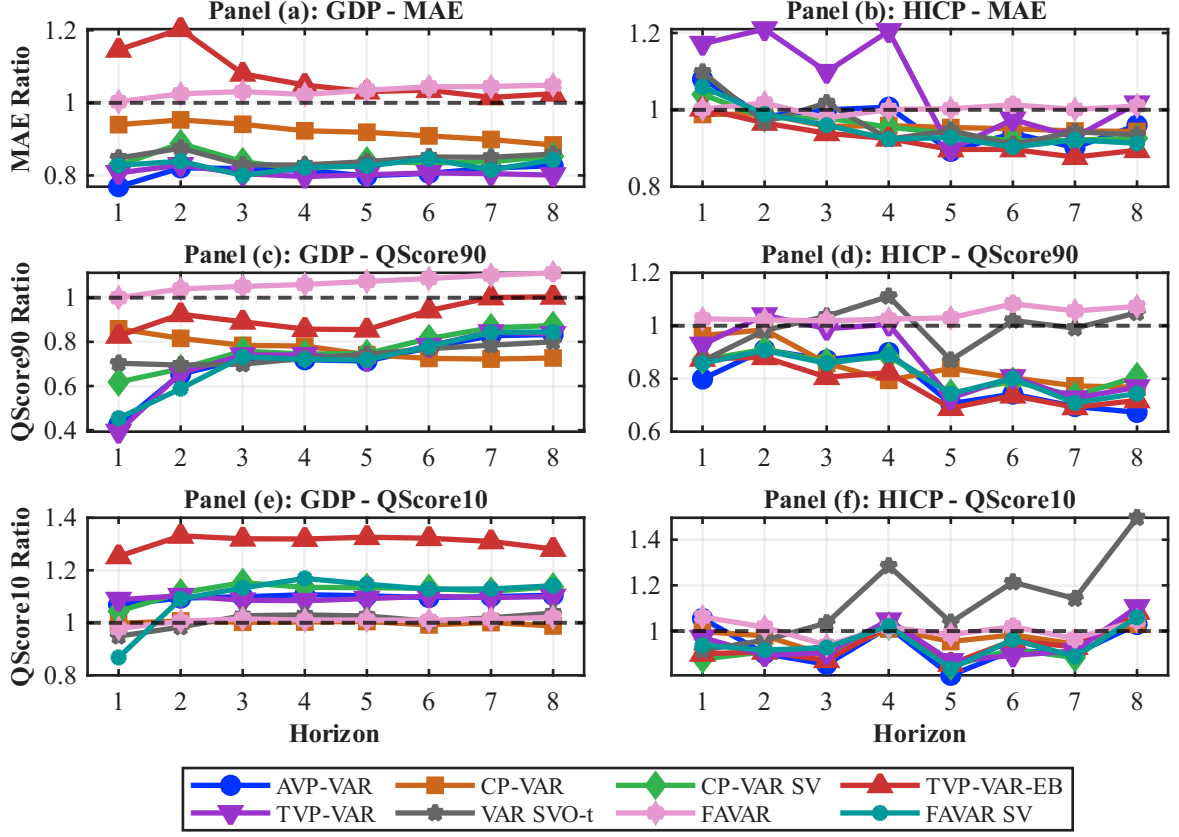 Panel (a): GDP - MAE
MAE Ratio
1.2
1
0.8
1 2 3 4 5 6 7 8
Panel (b): HICP - MAE
1.2
1
0.8
1 2 3 4 5 6 7 8
Panel (c): GDP - QScore90
QScore90 Ratio
1
0.8
0.6
0.4
1 2 3 4 5 6 7 8
Panel (d): HICP - QScore90
1.2
1
0.8
0.6
1 2 3 4 5 6 7 8
Panel (e): GDP - QScore10
QScore10 Ratio
1.4
1.2
1
0.8
1 2 3 4 5 6 7 8
Horizon
Panel (f): HICP - QScore10
1.4
1.2
1
1 2 3 4 5 6 7 8
Horizon
AVP-VAR CP-VAR CP-VAR SV TVP-VAR-EB
TVP-VAR VAR SVO-t FAVAR FAVAR SV